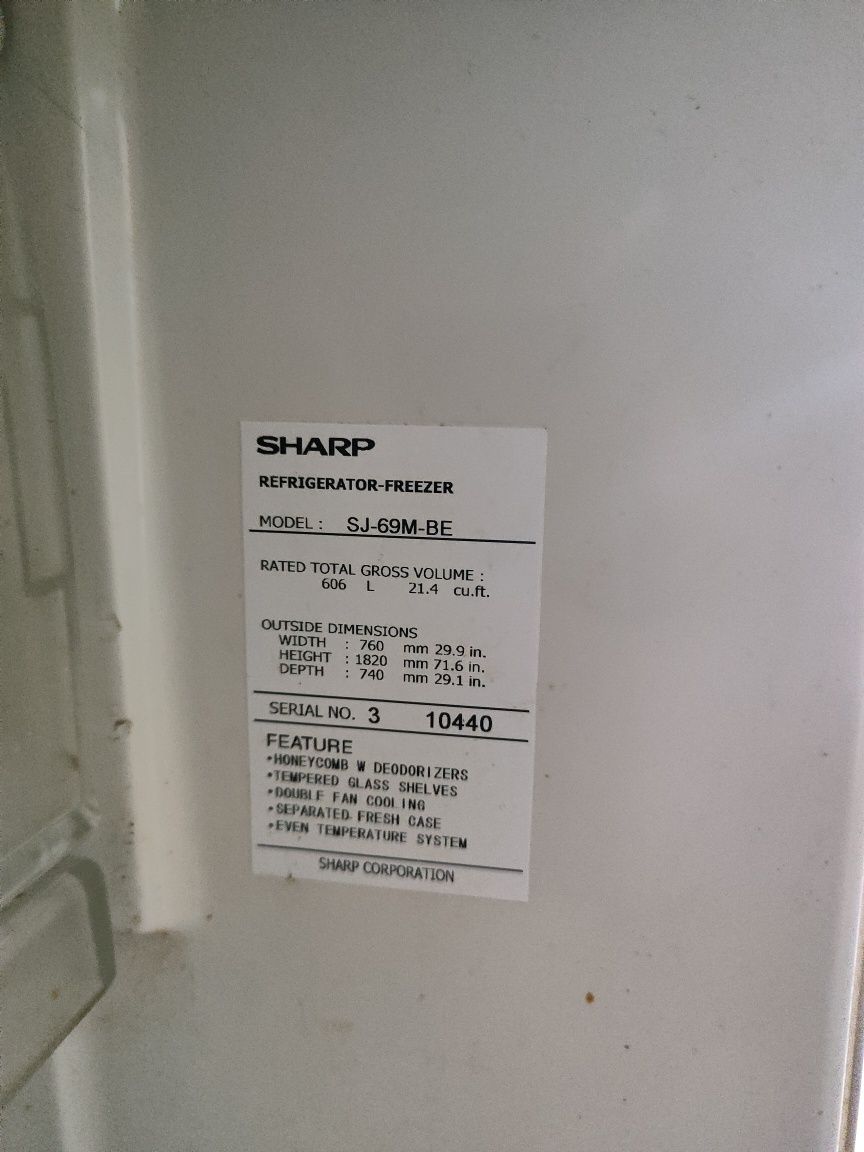 SHARP
REFRIGERATOR-FREEZER
MODEL : SJ-69M-BE
RATED TOTAL GROSS VOLUME :
606 L 21.4 cu.ft.
OUTSIDE DIMENSIONS
WIDTH : 760 mm 29.9 in.
HEIGHT : 1820 mm 71.6 in.
DEPTH : 740 mm 29.1 in.
SERIAL NO. 3 10440
FEATURE
•HONEYCOMB W DEODORIZERS
•TEMPERED GLASS SHELVES
•DOUBLE FAN COOLING
•SEPARATED FRESH CASE
•EVEN TEMPERATURE SYSTEM
SHARP CORPORATION